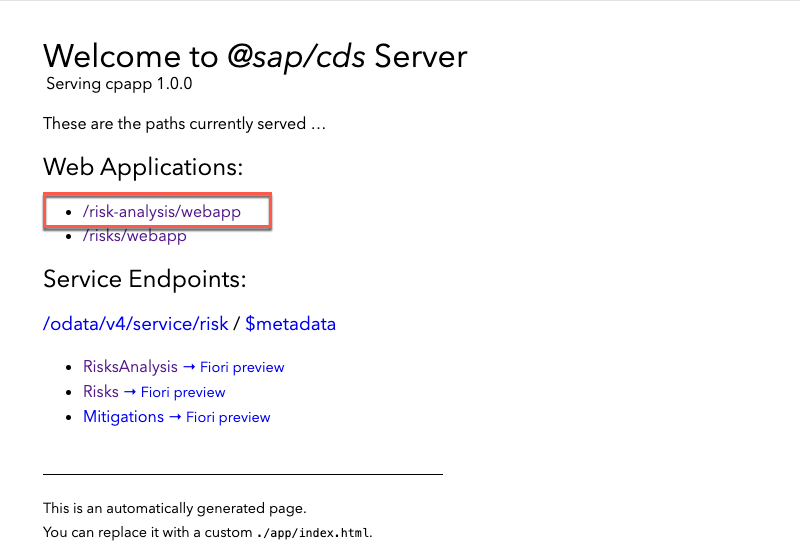 Welcome to @sap/cds Server
Serving cpapp 1.0.0
These are the paths currently served …
Web Applications:
/risk-analysis/webapp
/risks/webapp
Service Endpoints:
/odata/v4/service/risk / $metadata
RisksAnalysis → Fiori preview
Risks → Fiori preview
Mitigations → Fiori preview
This is an automatically generated page.
You can replace it with a custom ./app/index.html.